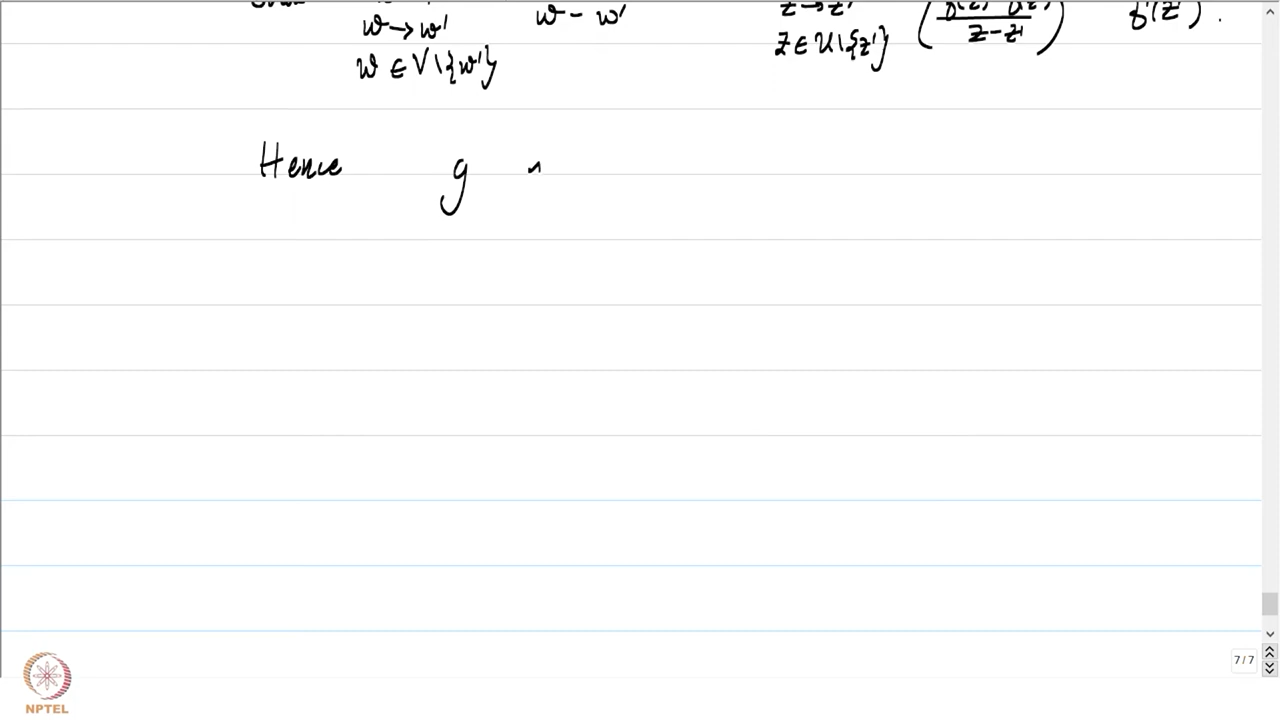 w → w' w - w' z → z' z - z' f'(z')
w ∈ V\{w'} z ∈ U\{z'}
Hence g
7 / 7
NPTEL